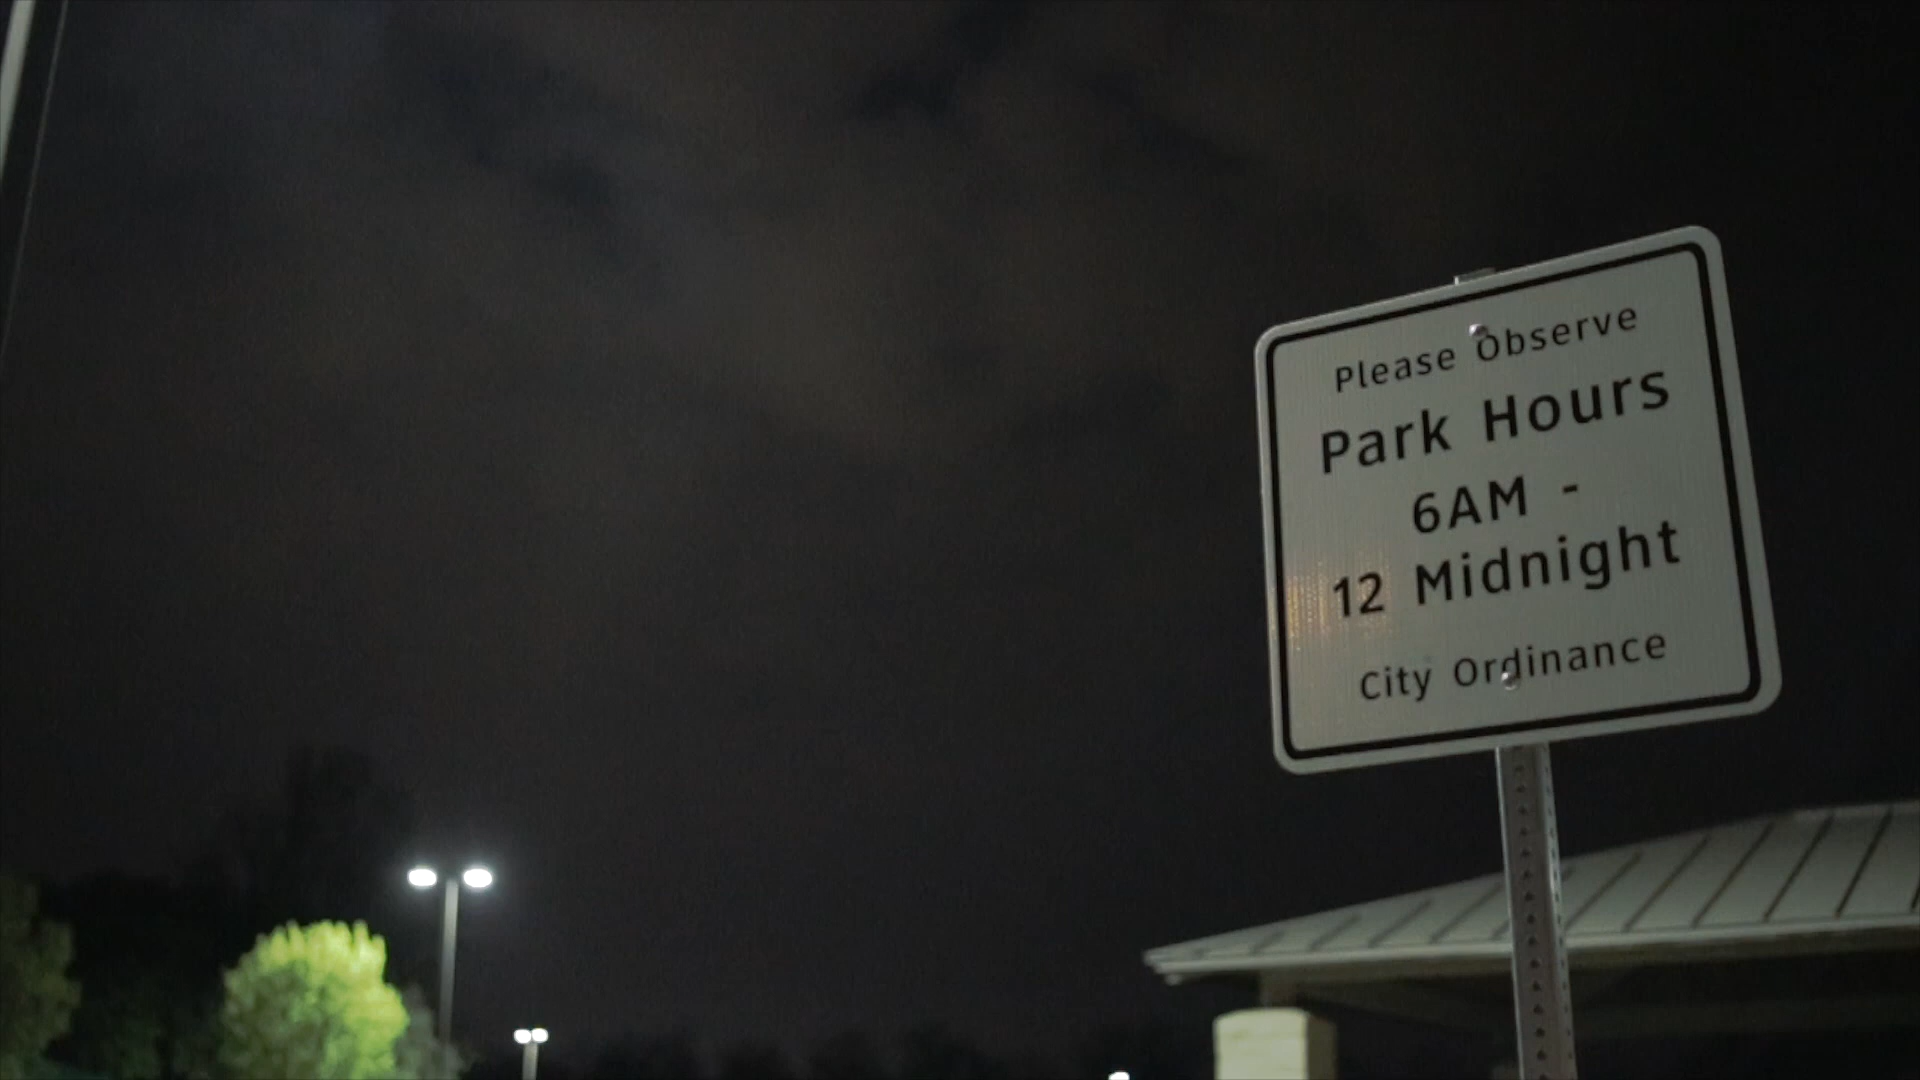 Please Observe
Park Hours
6AM -
12 Midnight
City Ordinance